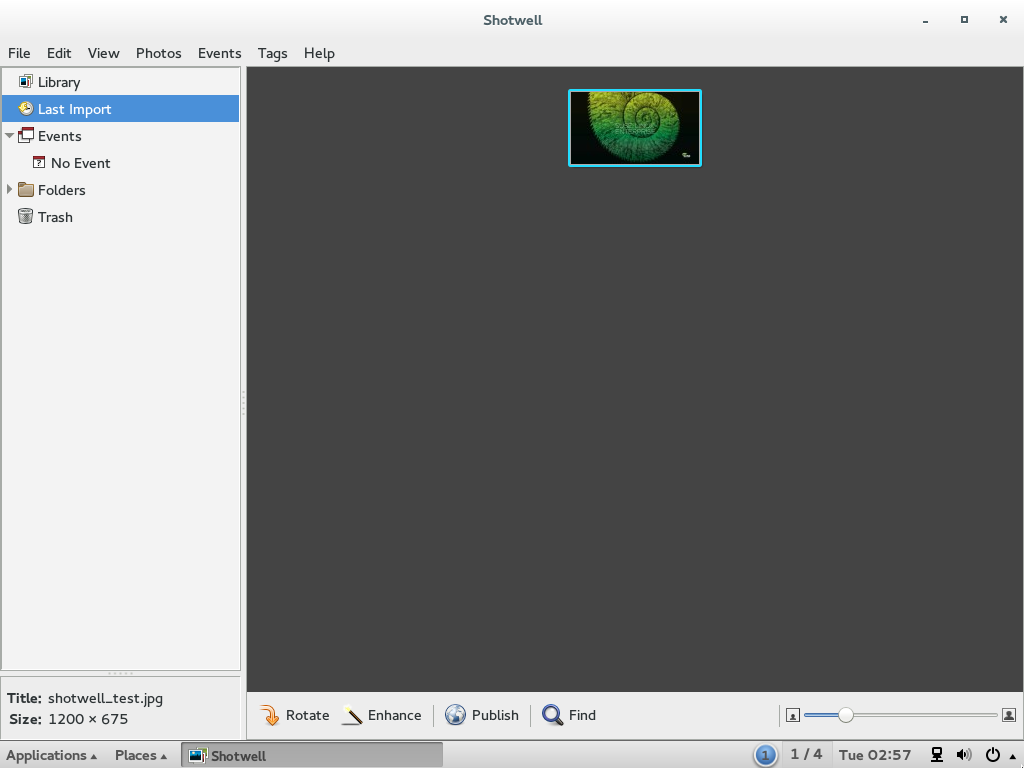 Shotwell
File Edit View Photos Events Tags Help
Library
Last Import
Events
No Event
Folders
Trash
Title: shotwell_test.jpg
Size: 1200 × 675
Rotate Enhance Publish Find
Applications Places Shotwell 1 1 / 4 Tue 02:57